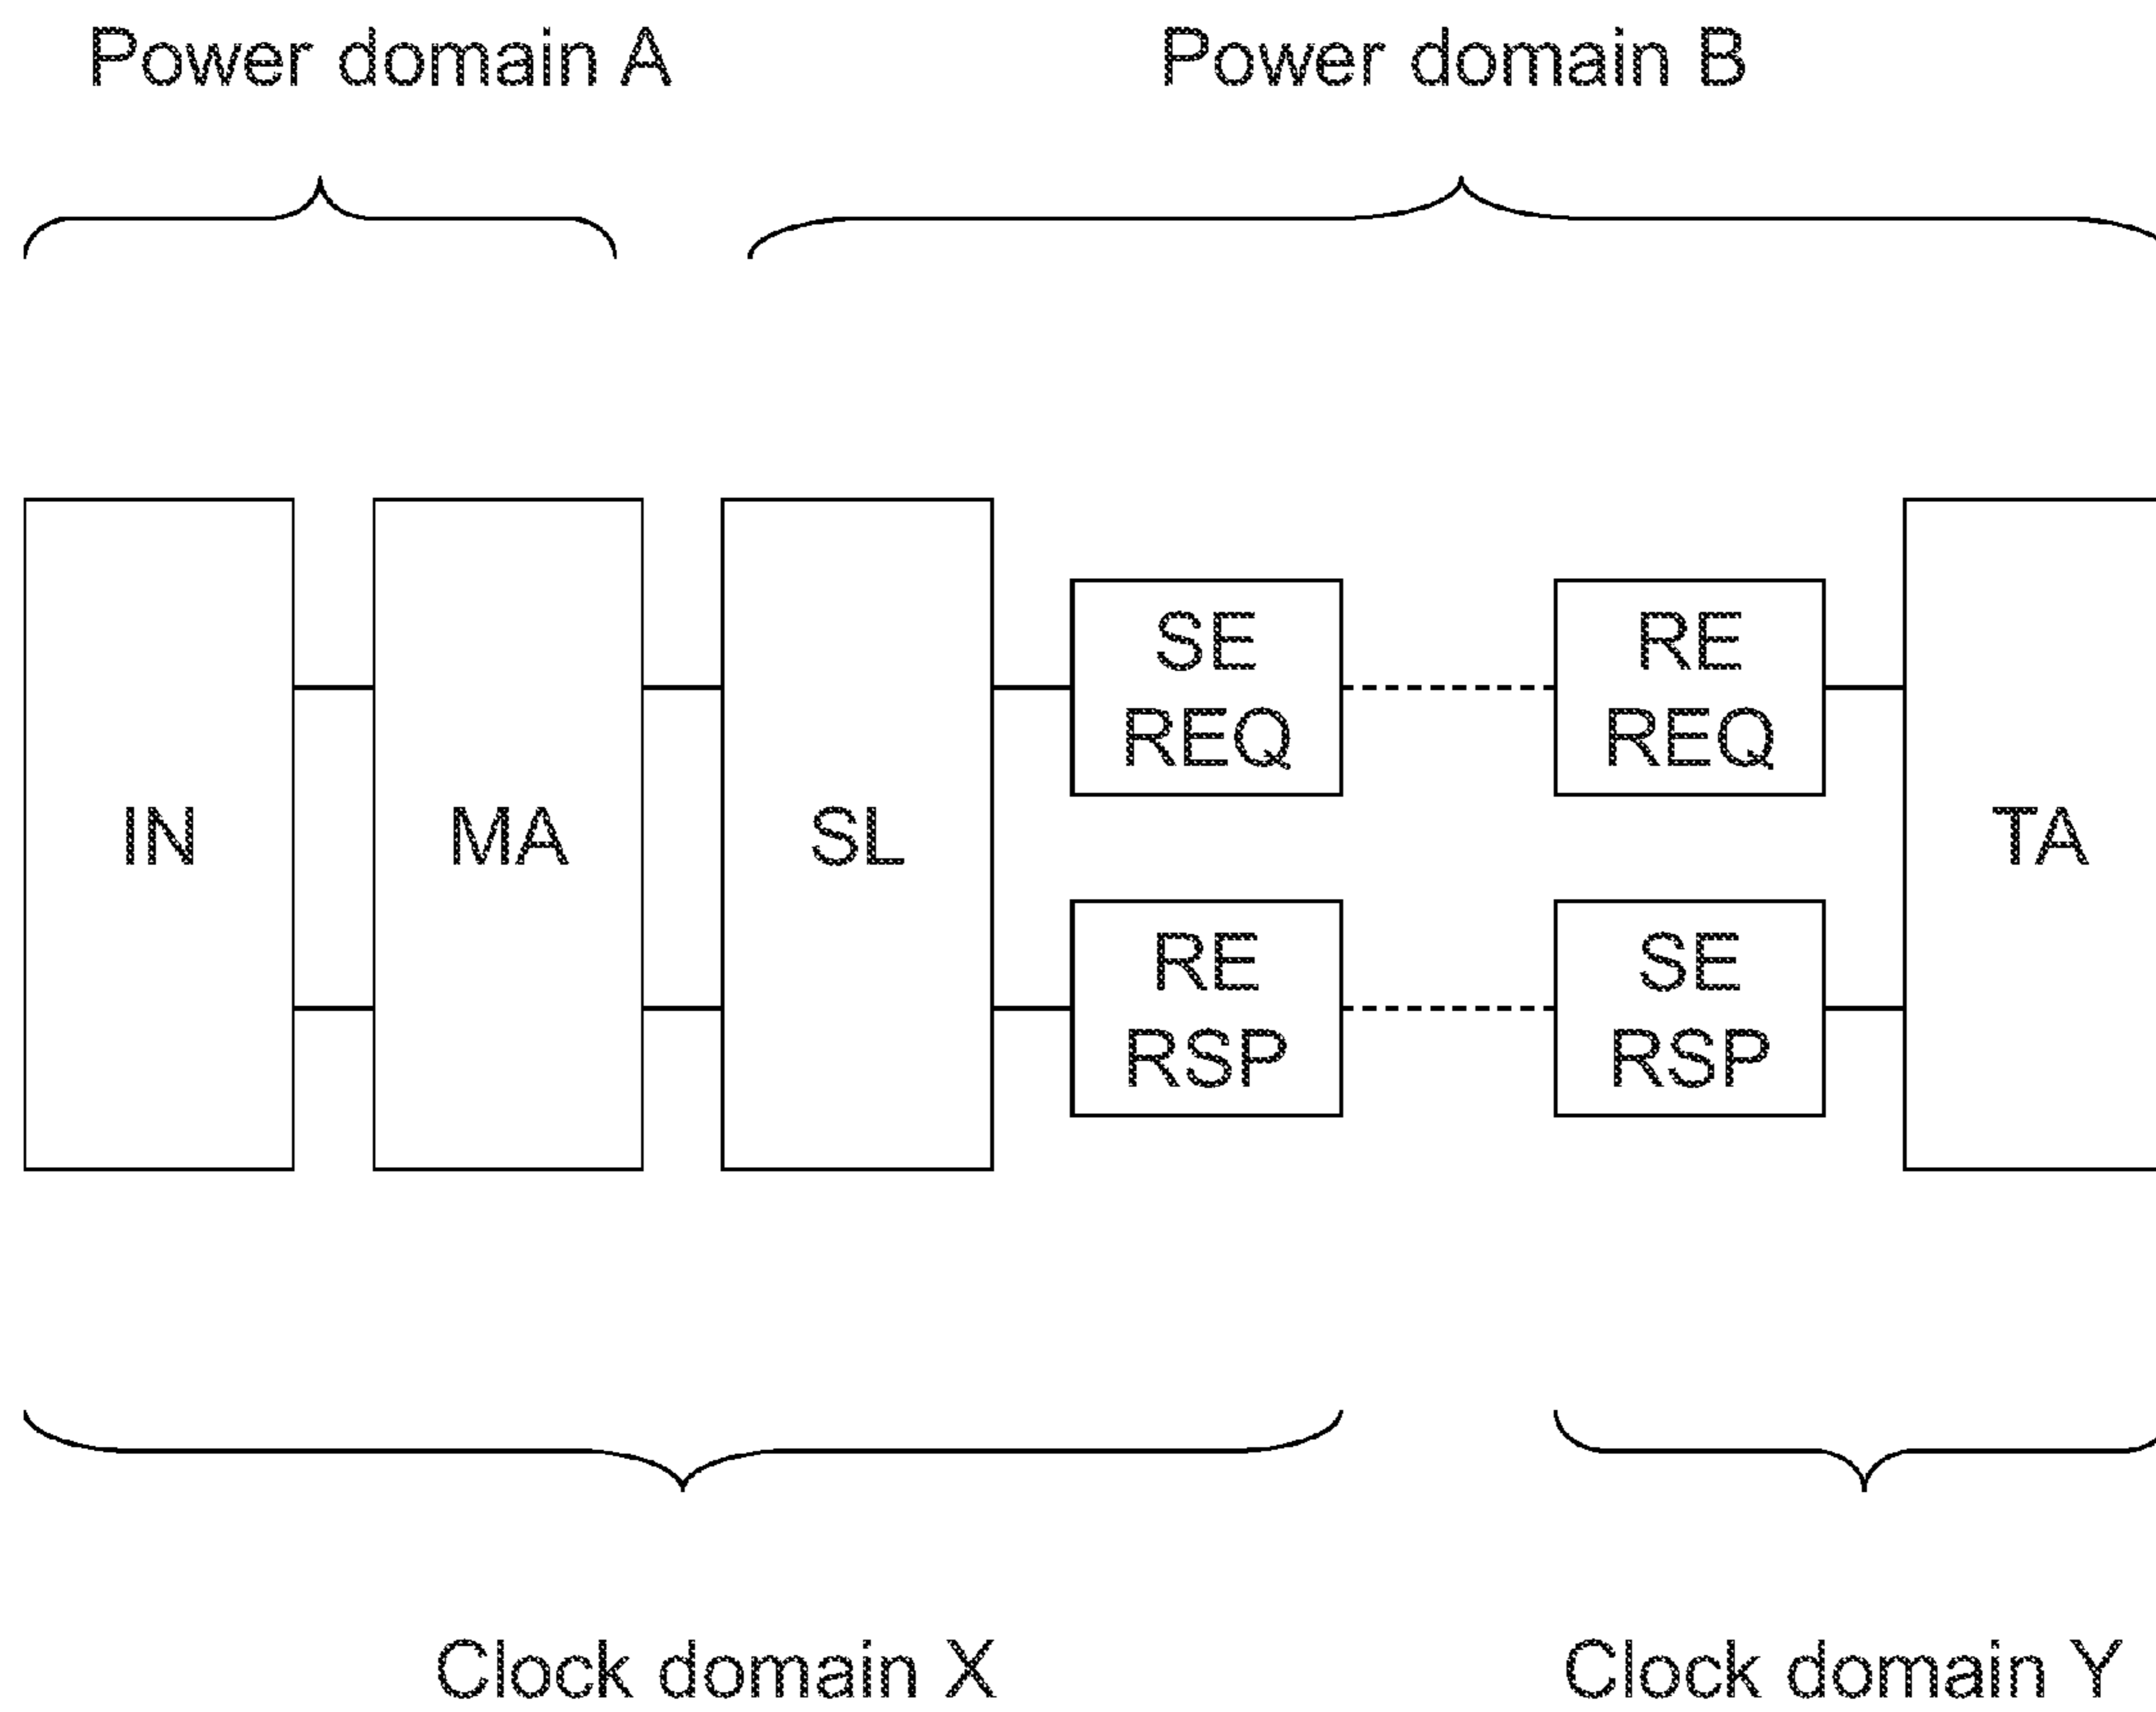 Power domain A
Power domain B
IN
MA
SL
SE
REQ
RE
REQ
RE
RSP
SE
RSP
TA
Clock domain X
Clock domain Y